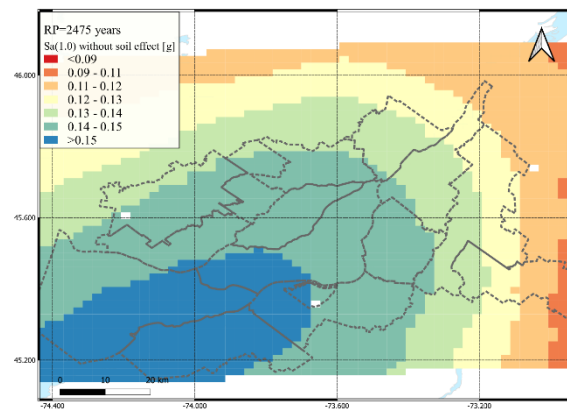 RP=2475 years
Sa(1.0) without soil effect [g]
<0.09
0.09 - 0.11
0.11 - 0.12
0.12 - 0.13
0.13 - 0.14
0.14 - 0.15
>0.15
46.000
45.600
45.200
0 10 20 km
-74.400 -74.000 -73.600 -73.200